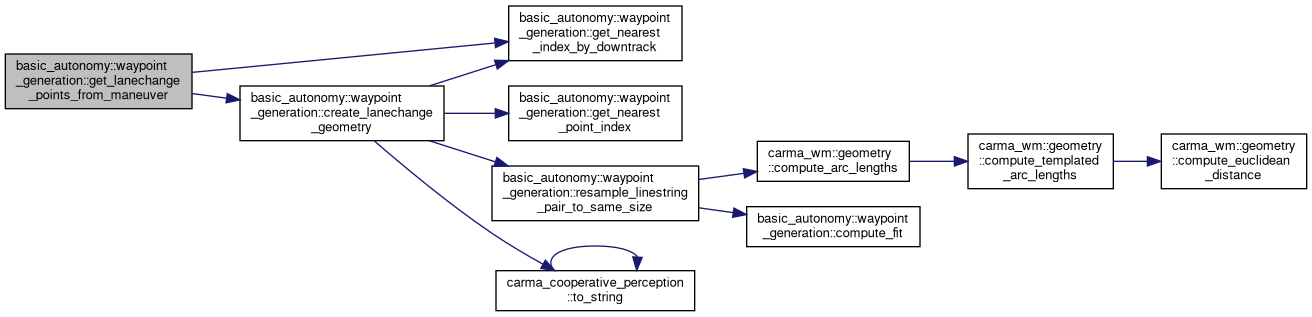 basic_autonomy::waypoint
_generation::get_lanechange
_points_from_maneuver
basic_autonomy::waypoint
_generation::create_lanechange
_geometry
basic_autonomy::waypoint
_generation::get_nearest
_index_by_downtrack
basic_autonomy::waypoint
_generation::get_nearest
_point_index
basic_autonomy::waypoint
_generation::resample_linestring
_pair_to_same_size
carma_cooperative_perception
::to_string
carma_wm::geometry
::compute_arc_lengths
basic_autonomy::waypoint
_generation::compute_fit
carma_wm::geometry
::compute_templated
_arc_lengths
carma_wm::geometry
::compute_euclidean
_distance